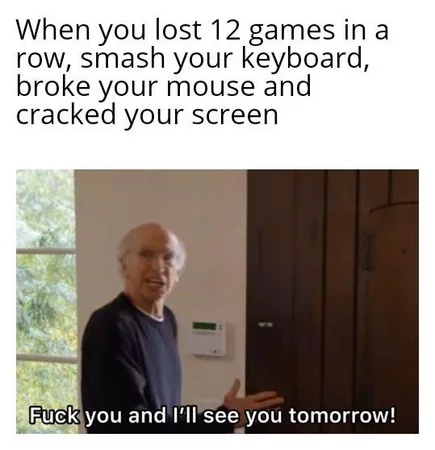 When you lost 12 games in a
row, smash your keyboard,
broke your mouse and
cracked your screen
Fuck you and I'll see you tomorrow!